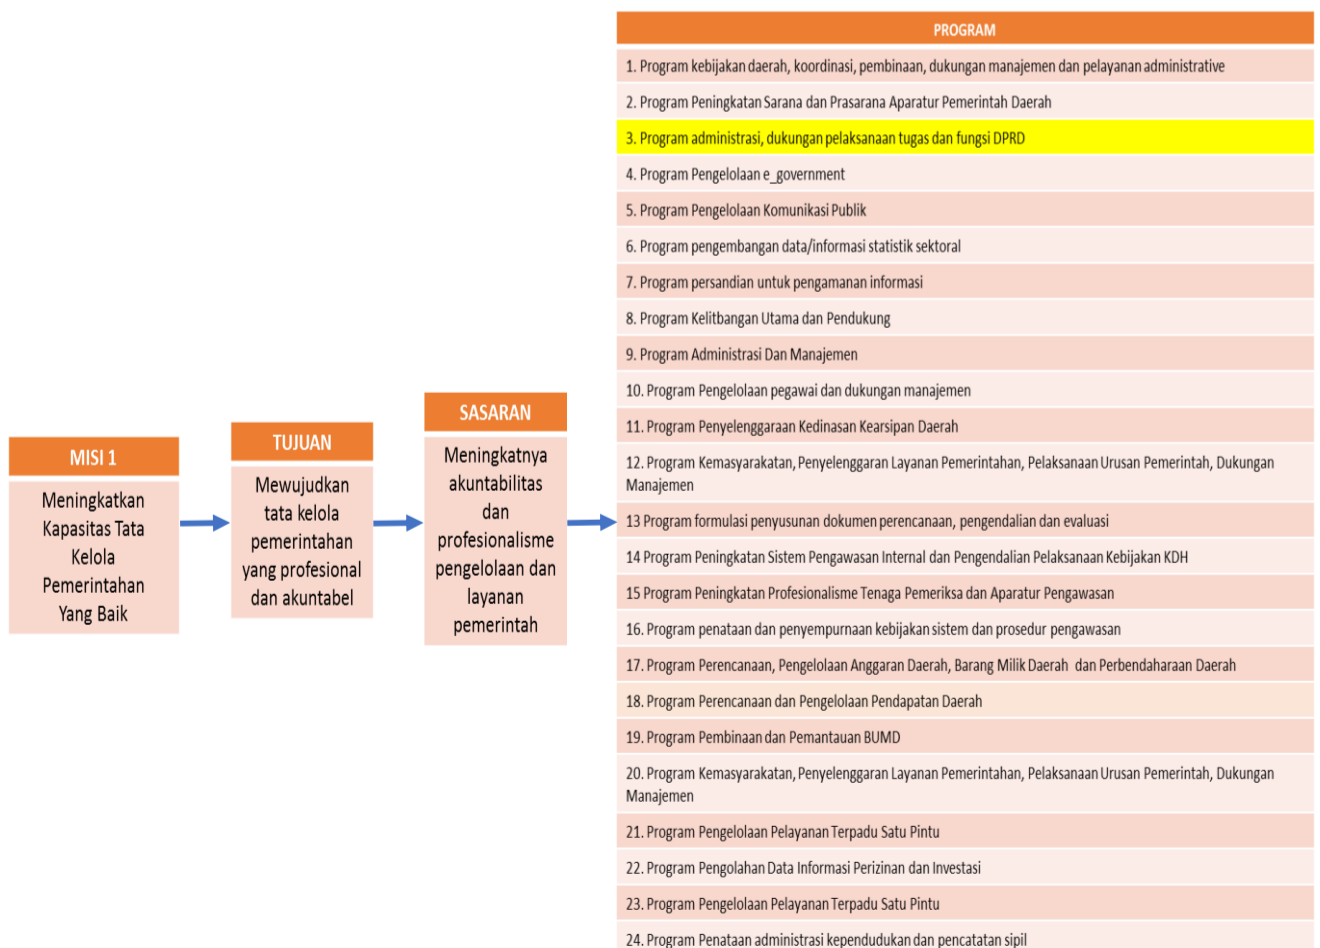 MISI 1
Meningkatkan
Kapasitas Tata
Kelola
Pemerintahan
Yang Baik
TUJUAN
Mewujudkan
tata kelola
pemerintahan
yang profesional
dan akuntabel
SASARAN
Meningkatnya
akuntabilitas
dan
profesionalisme
pengelolaan dan
layanan
pemerintah
PROGRAM
1. Program kebijakan daerah, koordinasi, pembinaan, dukungan manajemen dan pelayanan administrative
2. Program Peningkatan Sarana dan Prasarana Aparatur Pemerintah Daerah
3. Program administrasi, dukungan pelaksanaan tugas dan fungsi DPRD
4. Program Pengelolaan e_government
5. Program Pengelolaan Komunikasi Publik
6. Program pengembangan data/informasi statistik sektoral
7. Program persandian untuk pengamanan informasi
8. Program Kelitbangan Utama dan Pendukung
9. Program Administrasi Dan Manajemen
10. Program Pengelolaan pegawai dan dukungan manajemen
11. Program Penyelenggaraan Kedinasan Kearsipan Daerah
12. Program Kemasyarakatan, Penyelenggaran Layanan Pemerintahan, Pelaksanaan Urusan Pemerintah, Dukungan
Manajemen
13 Program formulasi penyusunan dokumen perencanaan, pengendalian dan evaluasi
14 Program Peningkatan Sistem Pengawasan Internal dan Pengendalian Pelaksanaan Kebijakan KDH
15 Program Peningkatan Profesionalisme Tenaga Pemeriksa dan Aparatur Pengawasan
16. Program penataan dan penyempurnaan kebijakan sistem dan prosedur pengawasan
17. Program Perencanaan, Pengelolaan Anggaran Daerah, Barang Milik Daerah dan Perbendaharaan Daerah
18. Program Perencanaan dan Pengelolaan Pendapatan Daerah
19. Program Pembinaan dan Pemantauan BUMD
20. Program Kemasyarakatan, Penyelenggaran Layanan Pemerintahan, Pelaksanaan Urusan Pemerintah, Dukungan
Manajemen
21. Program Pengelolaan Pelayanan Terpadu Satu Pintu
22. Program Pengolahan Data Informasi Perizinan dan Investasi
23. Program Pengelolaan Pelayanan Terpadu Satu Pintu
24. Program Penataan administrasi kependudukan dan pencatatan sipil